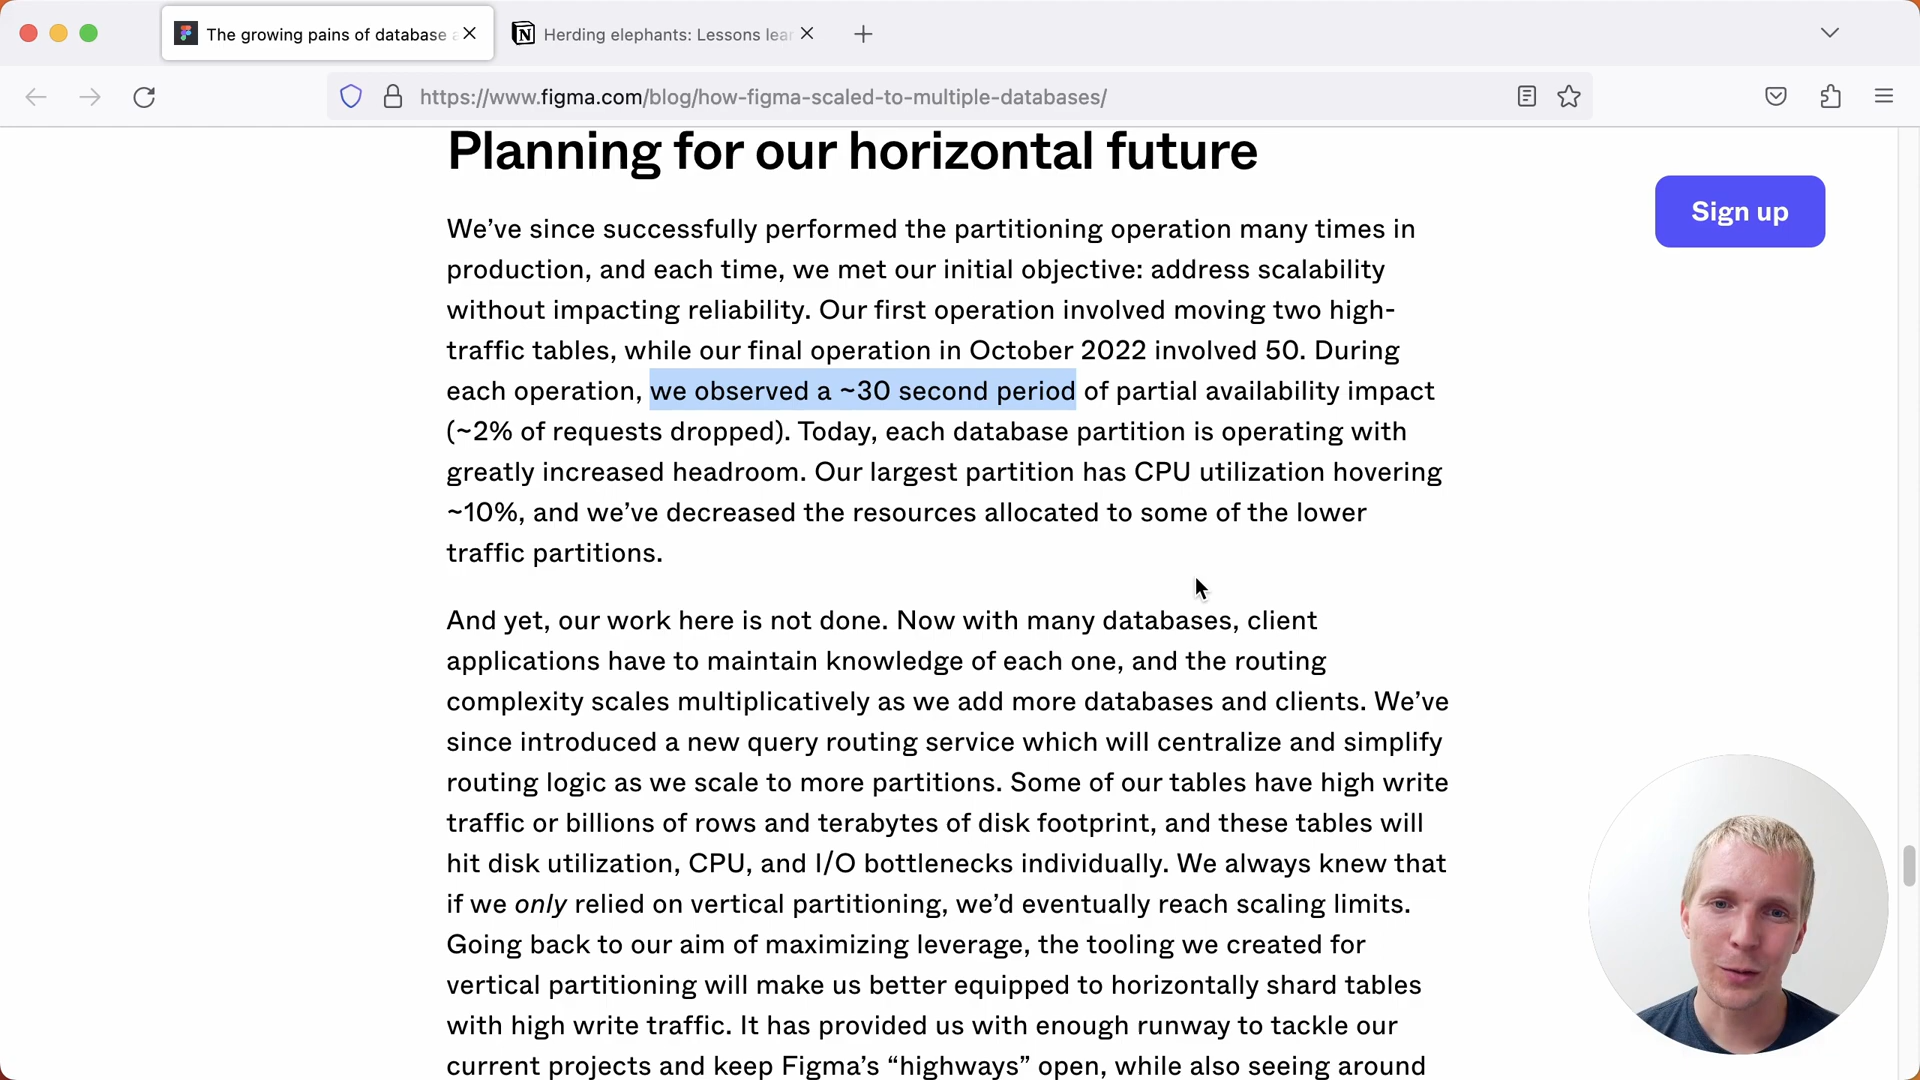 The growing pains of database
Herding elephants: Lessons lear
https://www.figma.com/blog/how-figma-scaled-to-multiple-databases/
Planning for our horizontal future
Sign up
We’ve since successfully performed the partitioning operation many times in
production, and each time, we met our initial objective: address scalability
without impacting reliability. Our first operation involved moving two high-
traffic tables, while our final operation in October 2022 involved 50. During
each operation, we observed a ~30 second period of partial availability impact
(~2% of requests dropped). Today, each database partition is operating with
greatly increased headroom. Our largest partition has CPU utilization hovering
~10%, and we’ve decreased the resources allocated to some of the lower
traffic partitions.
And yet, our work here is not done. Now with many databases, client
applications have to maintain knowledge of each one, and the routing
complexity scales multiplicatively as we add more databases and clients. We’ve
since introduced a new query routing service which will centralize and simplify
routing logic as we scale to more partitions. Some of our tables have high write
traffic or billions of rows and terabytes of disk footprint, and these tables will
hit disk utilization, CPU, and I/O bottlenecks individually. We always knew that
if we only relied on vertical partitioning, we’d eventually reach scaling limits.
Going back to our aim of maximizing leverage, the tooling we created for
vertical partitioning will make us better equipped to horizontally shard tables
with high write traffic. It has provided us with enough runway to tackle our
current projects and keep Figma’s “highways” open, while also seeing around